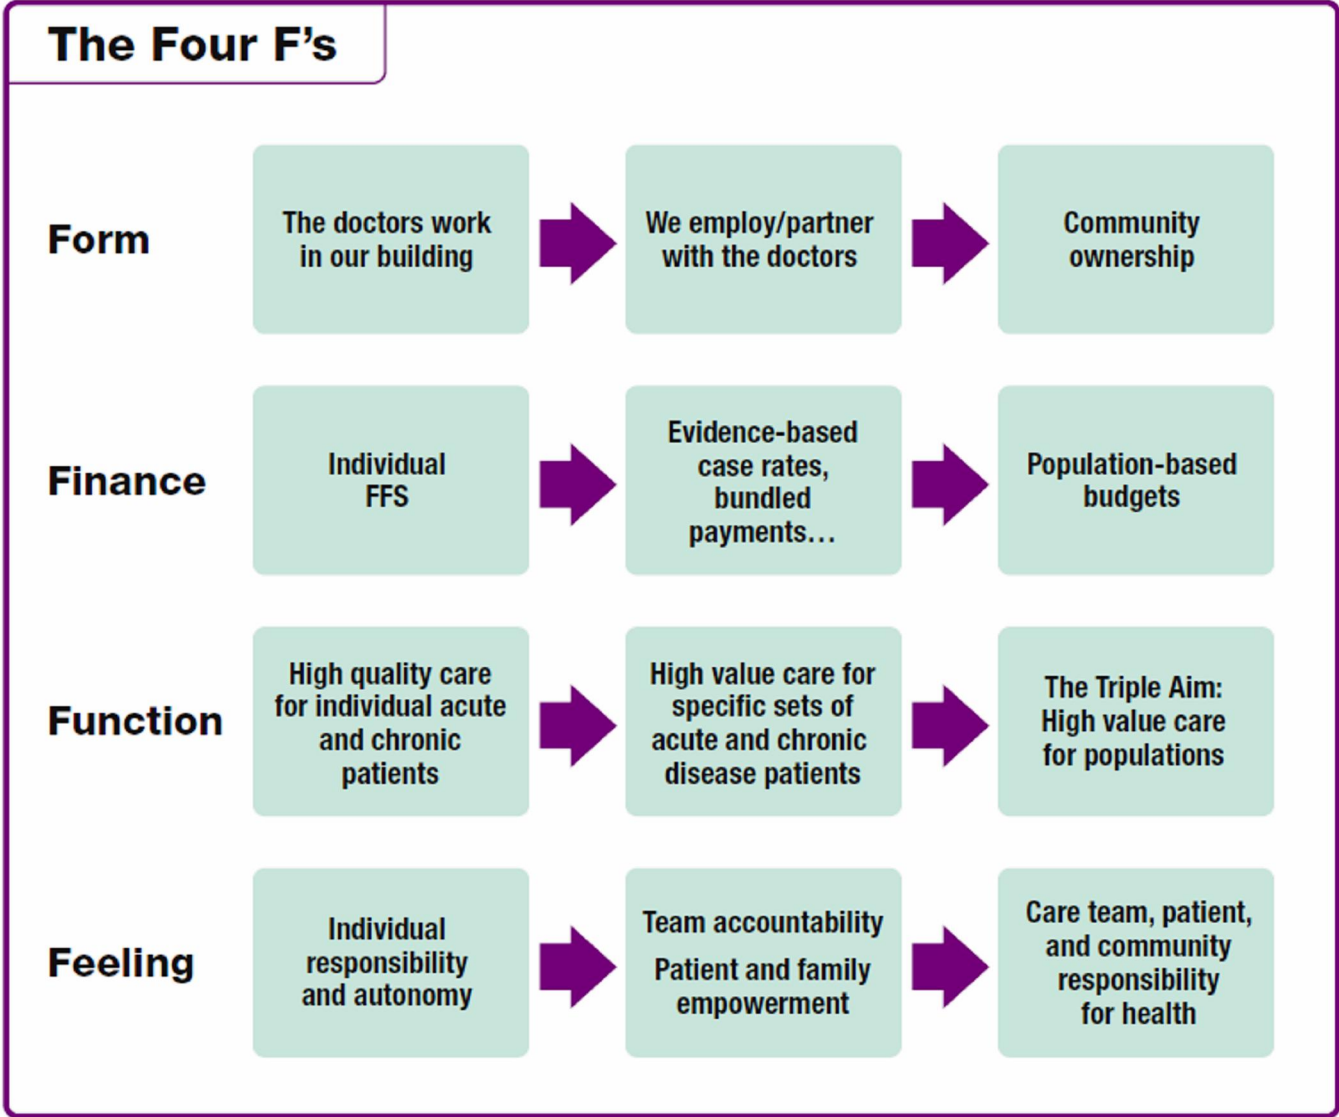 The Four F’s
Form
The doctors work
in our building
We employ/partner
with the doctors
Community
ownership
Finance
Individual
FFS
Evidence-based
case rates,
bundled
payments…
Population-based
budgets
Function
High quality care
for individual acute
and chronic
patients
High value care for
specific sets of
acute and chronic
disease patients
The Triple Aim:
High value care
for populations
Feeling
Individual
responsibility
and autonomy
Team accountability
Patient and family
empowerment
Care team, patient,
and community
responsibility
for health